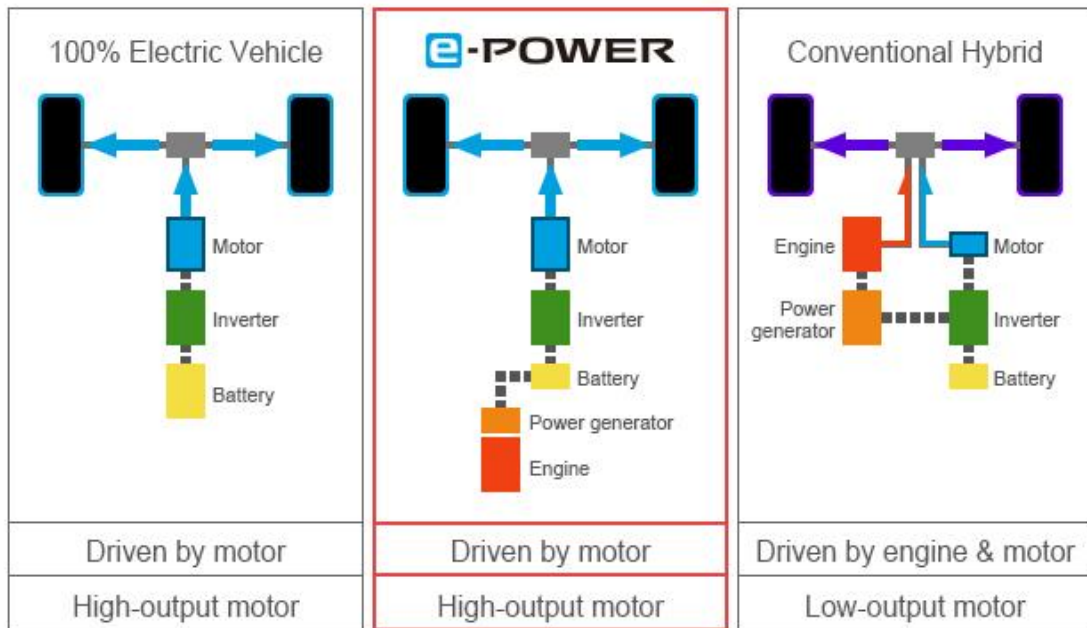 100% Electric Vehicle
Motor
Inverter
Battery
Driven by motor
High-output motor
e-POWER
Motor
Inverter
Battery
Power generator
Engine
Driven by motor
High-output motor
Conventional Hybrid
Engine
Motor
Power
generator
Inverter
Battery
Driven by engine & motor
Low-output motor